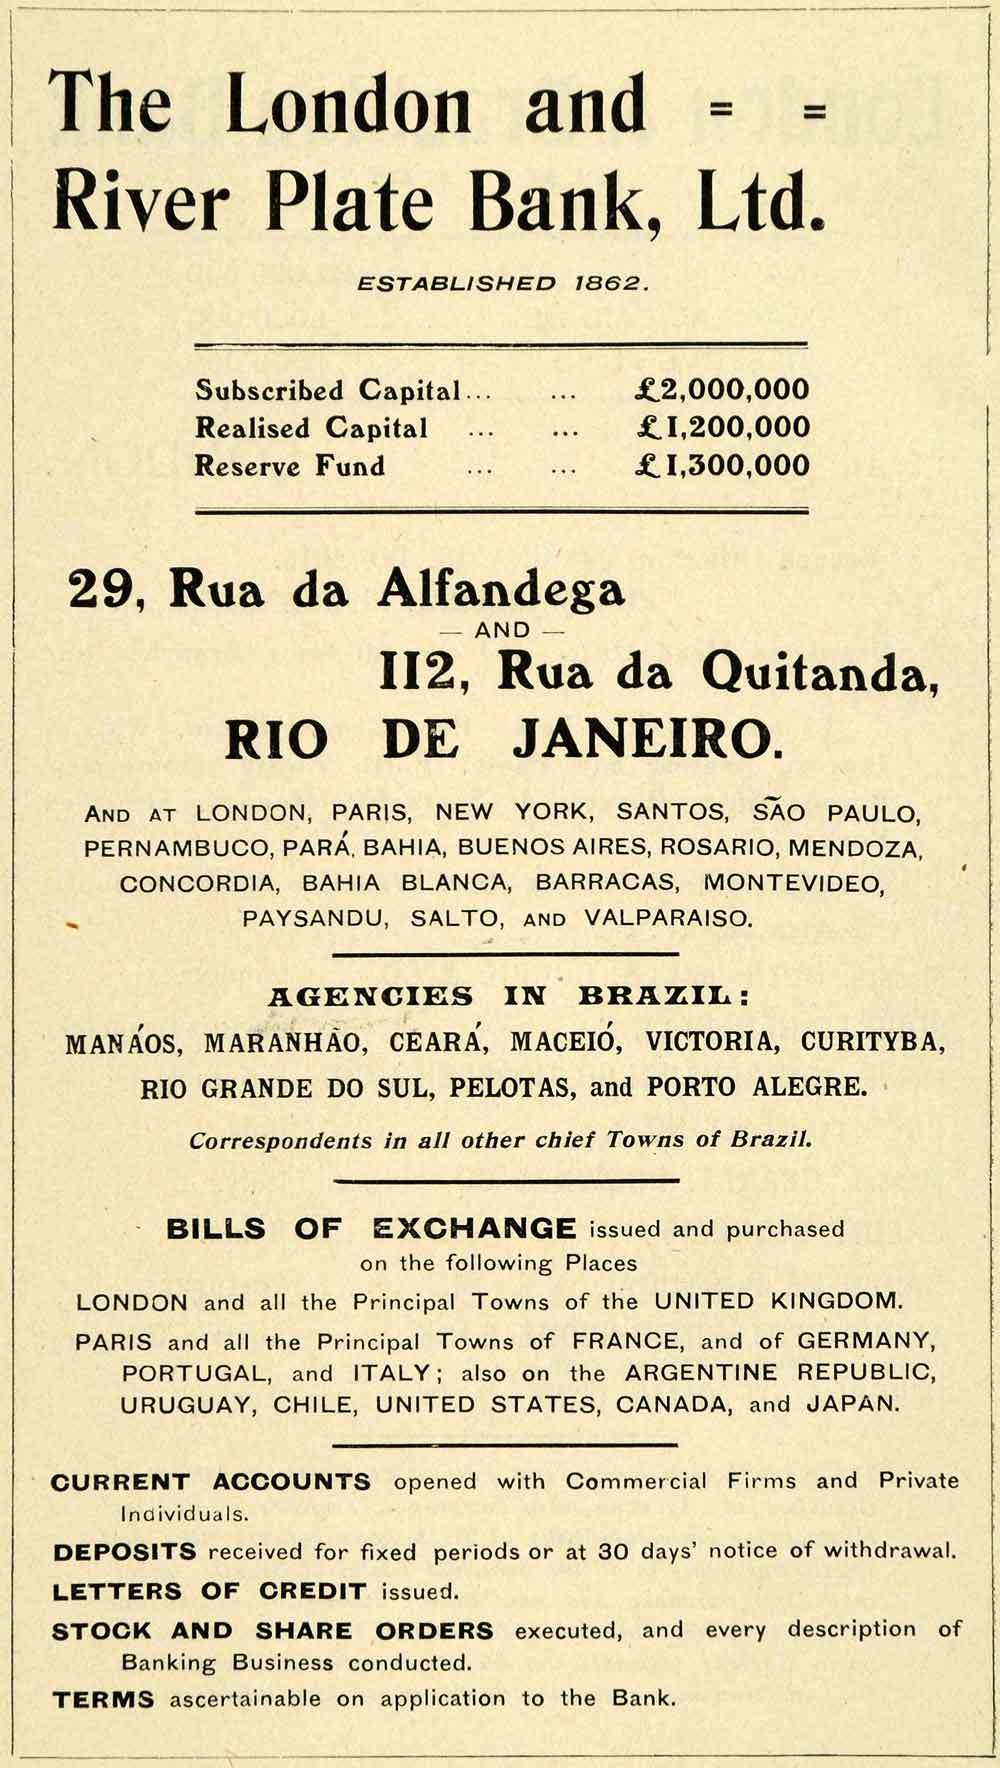 The London and = =
River Plate Bank, Ltd.
ESTABLISHED 1862.
Subscribed Capital... ... £2,000,000
Realised Capital ... ... £1,200,000
Reserve Fund ... ... £1,300,000
29, Rua da Alfandega
— AND —
112, Rua da Quitanda,
RIO DE JANEIRO.
AND AT LONDON, PARIS, NEW YORK, SANTOS, SÃO PAULO,
PERNAMBUCO, PARÁ, BAHIA, BUENOS AIRES, ROSARIO, MENDOZA,
CONCORDIA, BAHIA BLANCA, BARRACAS, MONTEVIDEO,
PAYSANDU, SALTO, AND VALPARAISO.
AGENCIES IN BRAZIL:
MANÁOS, MARANHÃO, CEARÁ, MACEIÓ, VICTORIA, CURITYBA,
RIO GRANDE DO SUL, PELOTAS, and PORTO ALEGRE.
Correspondents in all other chief Towns of Brazil.
BILLS OF EXCHANGE issued and purchased
on the following Places
LONDON and all the Principal Towns of the UNITED KINGDOM.
PARIS and all the Principal Towns of FRANCE, and of GERMANY,
PORTUGAL, and ITALY; also on the ARGENTINE REPUBLIC,
URUGUAY, CHILE, UNITED STATES, CANADA, and JAPAN.
CURRENT ACCOUNTS opened with Commercial Firms and Private
Individuals.
DEPOSITS received for fixed periods or at 30 days' notice of withdrawal.
LETTERS OF CREDIT issued.
STOCK AND SHARE ORDERS executed, and every description of
Banking Business conducted.
TERMS ascertainable on application to the Bank.